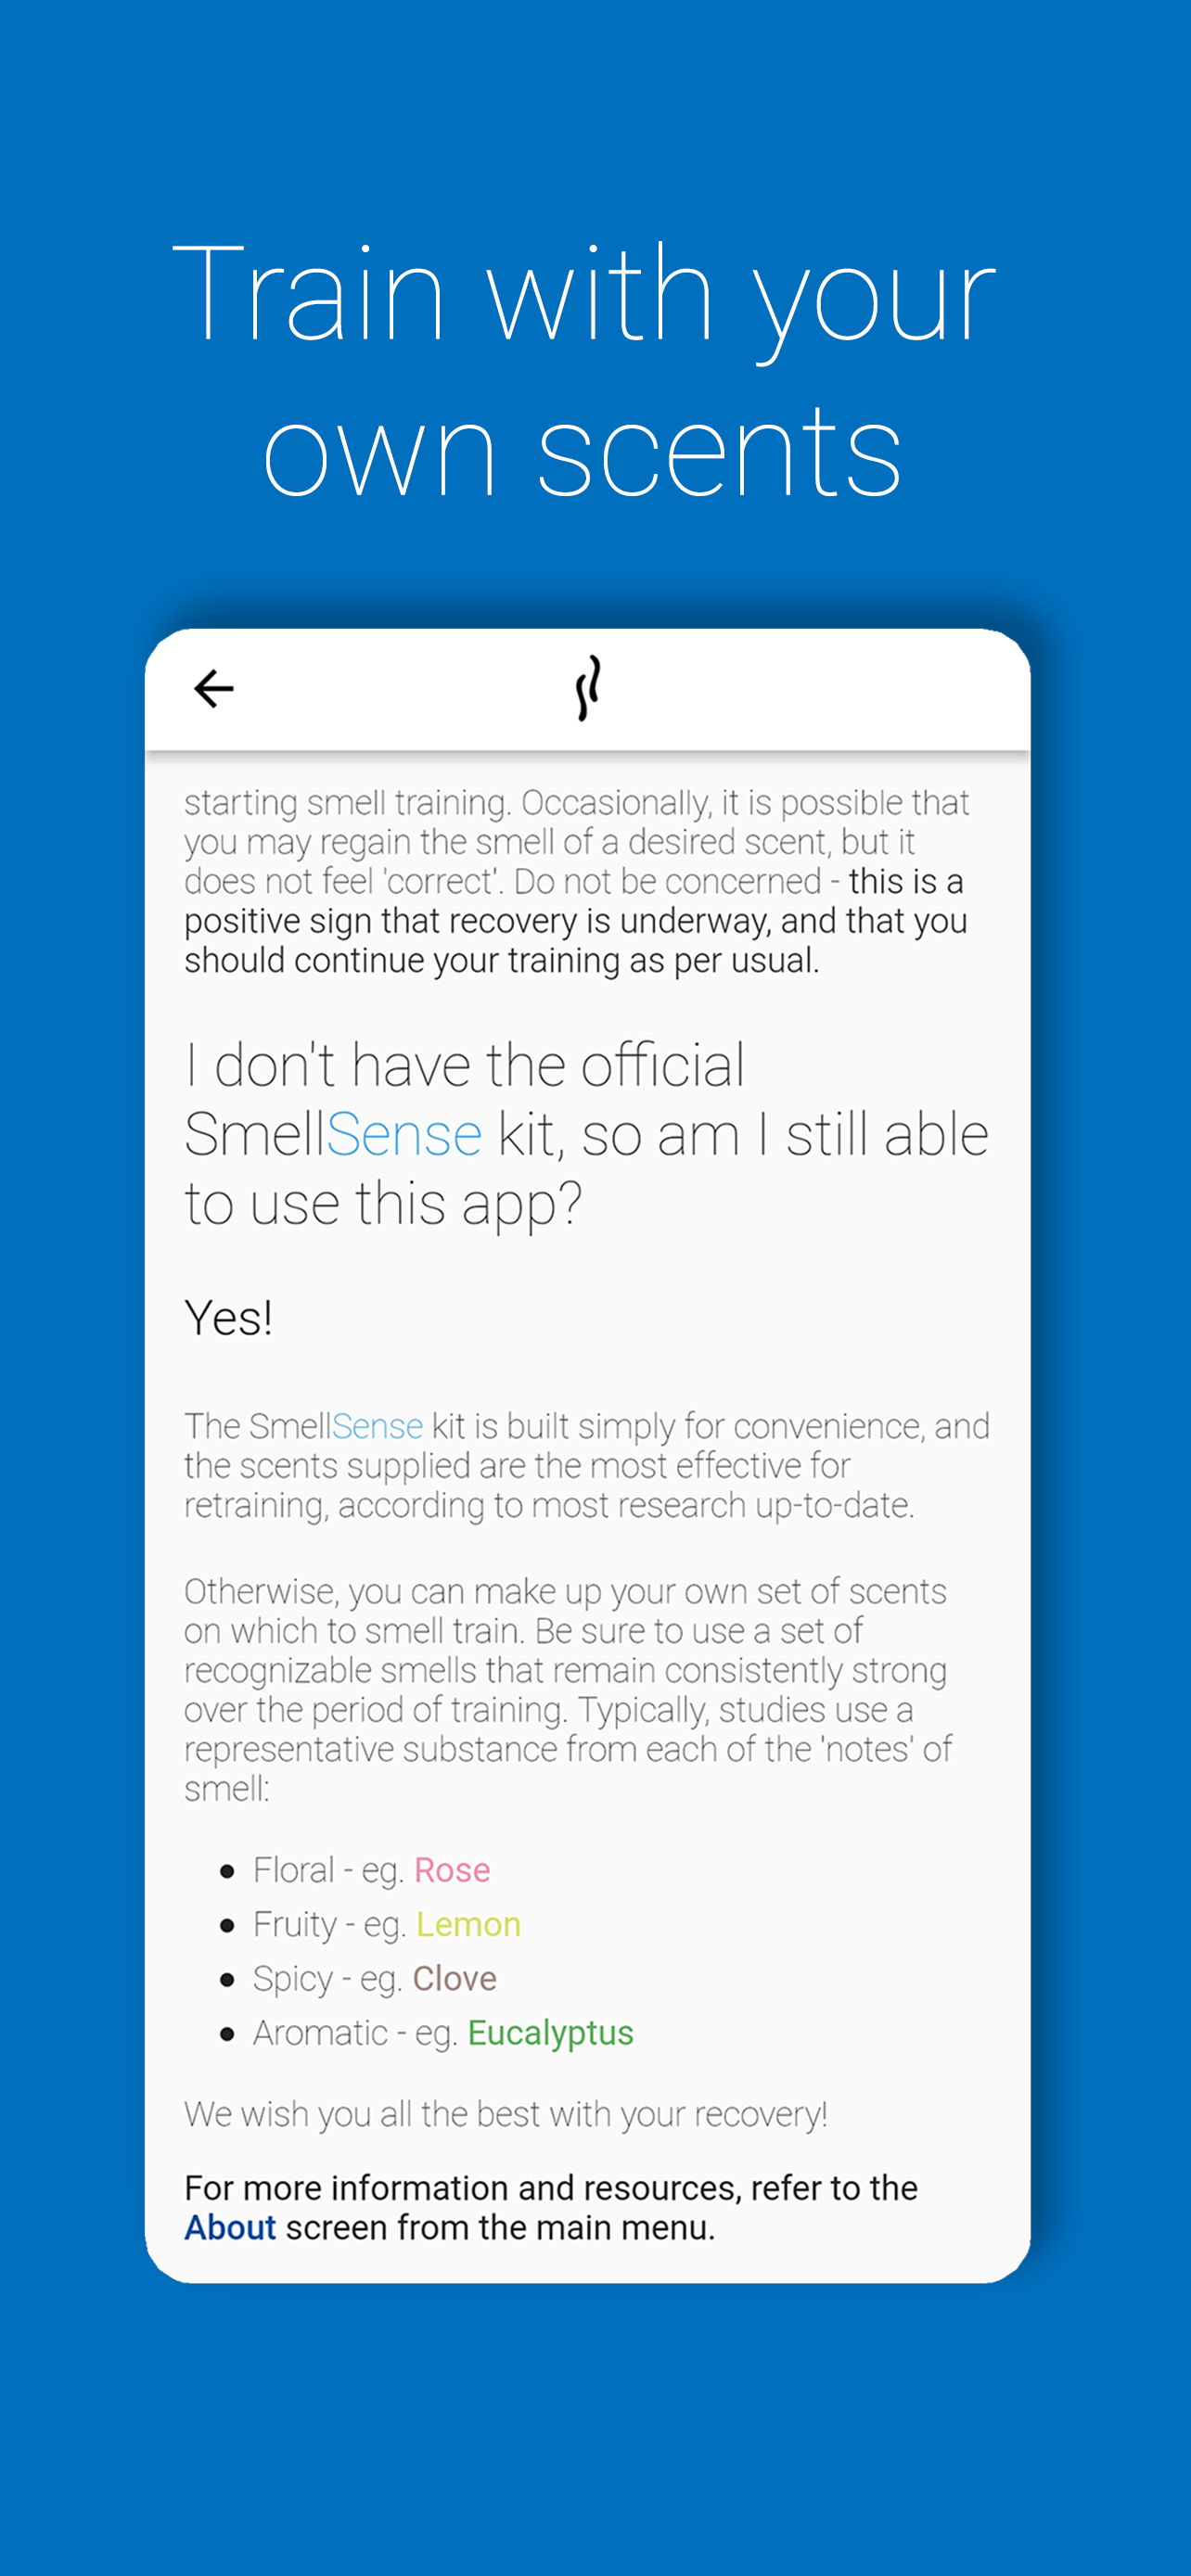 Train with your
own scents
starting smell training. Occasionally, it is possible that
you may regain the smell of a desired scent, but it
does not feel 'correct'. Do not be concerned - this is a
positive sign that recovery is underway, and that you
should continue your training as per usual.
I don't have the official
SmellSense kit, so am I still able
to use this app?
Yes!
The SmellSense kit is built simply for convenience, and
the scents supplied are the most effective for
retraining, according to most research up-to-date.
Otherwise, you can make up your own set of scents
on which to smell train. Be sure to use a set of
recognizable smells that remain consistently strong
over the period of training. Typically, studies use a
representative substance from each of the 'notes' of
smell:
• Floral - eg. Rose
• Fruity - eg. Lemon
• Spicy - eg. Clove
• Aromatic - eg. Eucalyptus
We wish you all the best with your recovery!
For more information and resources, refer to the
About screen from the main menu.